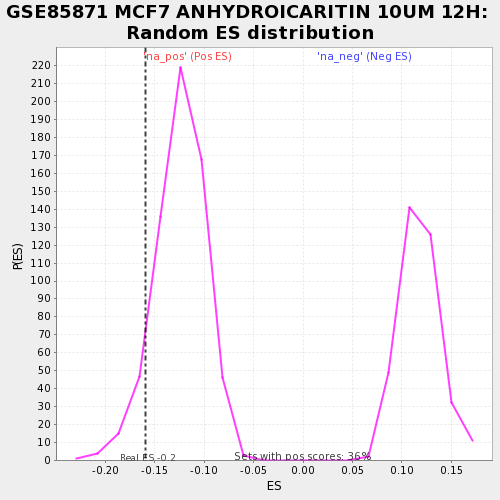 GSE85871 MCF7 ANHYDROICARITIN 10UM 12H:
Random ES distribution
'na_pos' (Pos ES)
'na_neg' (Neg ES)
220
210
200
190
180
170
160
150
140
130
120
110
100
90
80
70
60
50
40
30
20
10
0
P(ES)
Real ES -0.2
Sets with pos scores: 36%
-0.20 -0.15 -0.10 -0.05 0.00 0.05 0.10 0.15
ES